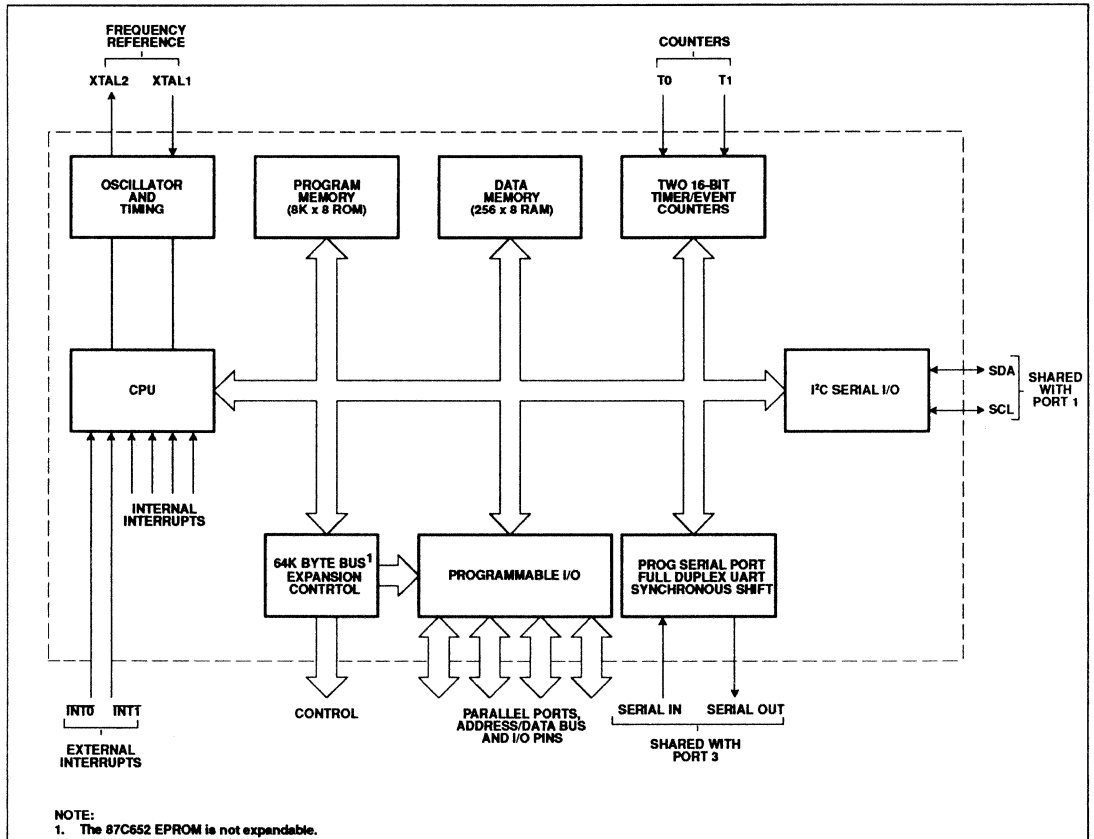 FREQUENCY
REFERENCE
XTAL2 XTAL1
COUNTERS
T0 T1
OSCILLATOR
AND
TIMING
PROGRAM
MEMORY
(8K x 8 ROM)
DATA
MEMORY
(256 x 8 RAM)
TWO 16-BIT
TIMER/EVENT
COUNTERS
CPU
I²C SERIAL I/O
SDA
SCL
SHARED
WITH
PORT 1
INTERNAL
INTERRUPTS
64K BYTE BUS¹
EXPANSION
CONTRTOL
PROGRAMMABLE I/O
PROG SERIAL PORT
FULL DUPLEX UART
SYNCHRONOUS SHIFT
INT0 INT1
EXTERNAL
INTERRUPTS
CONTROL
PARALLEL PORTS,
ADDRESS/DATA BUS
AND I/O PINS
SERIAL IN SERIAL OUT
SHARED WITH
PORT 3
NOTE:
1. The 87C652 EPROM is not expandable.